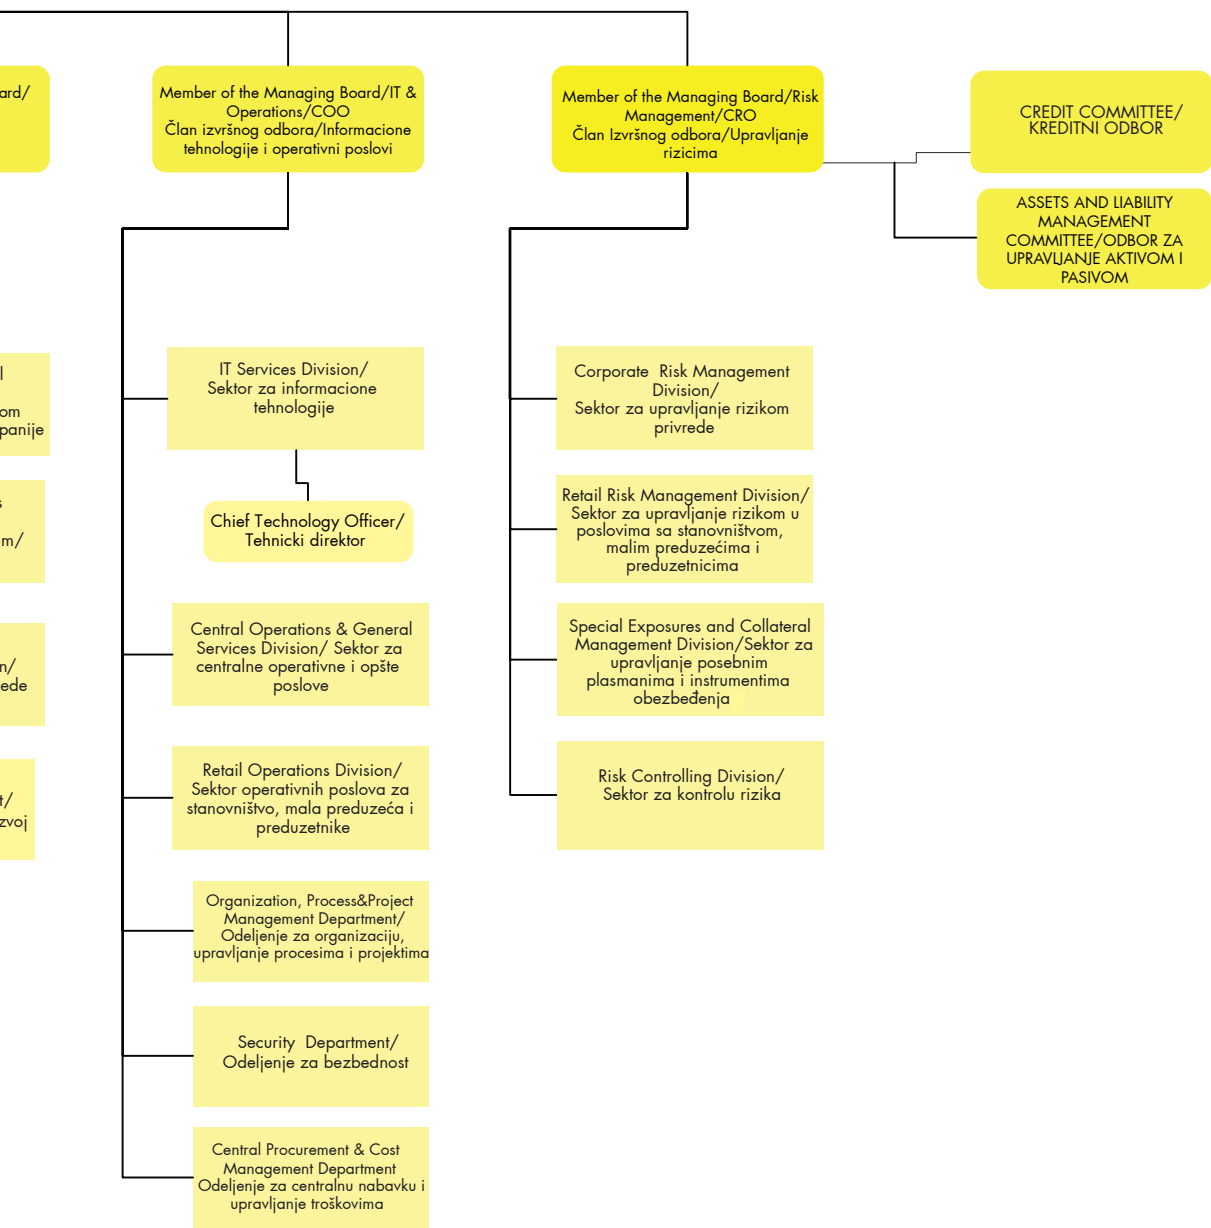 ard/
Member of the Managing Board/IT &
Operations/COO
Član izvršnog odbora/Informacione
tehnologije i operativni poslovi
Member of the Managing Board/Risk
Management/CRO
Član Izvršnog odbora/Upravljanje
rizicima
CREDIT COMMITTEE/
KREDITNI ODBOR
ASSETS AND LIABILITY
MANAGEMENT
COMMITTEE/ODBOR ZA
UPRAVLJANJE AKTIVOM I
PASIVOM
l
om
panije
s
m/
n/
ede
t/
zvoj
IT Services Division/
Sektor za informacione
tehnologije
Chief Technology Officer/
Tehnicki direktor
Central Operations & General
Services Division/ Sektor za
centralne operativne i opšte
poslove
Retail Operations Division/
Sektor operativnih poslova za
stanovništvo, mala preduzeća i
preduzetnike
Organization, Process&Project
Management Department/
Odeljenje za organizaciju,
upravljanje procesima i projektima
Security Department/
Odeljenje za bezbednost
Central Procurement & Cost
Management Department
Odeljenje za centralnu nabavku i
upravljanje troškovima
Corporate Risk Management
Division/
Sektor za upravljanje rizikom
privrede
Retail Risk Management Division/
Sektor za upravljanje rizikom u
poslovima sa stanovništvom,
malim preduzećima i
preduzetnicima
Special Exposures and Collateral
Management Division/Sektor za
upravljanje posebnim
plasmanima i instrumentima
obezbeđenja
Risk Controlling Division/
Sektor za kontrolu rizika